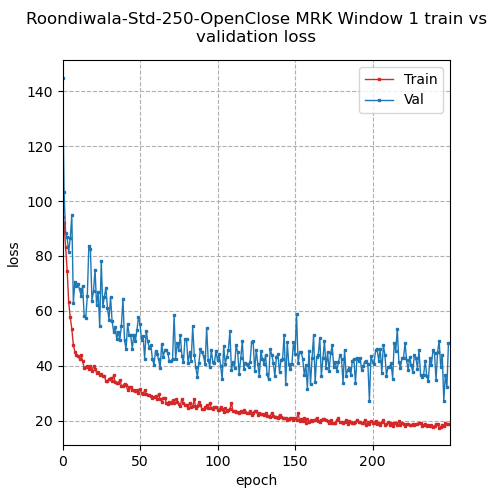 Roondiwala-Std-250-OpenClose MRK Window 1 train vs
validation loss
Train
Val
140
120
100
80
60
40
20
loss
0 50 100 150 200
epoch